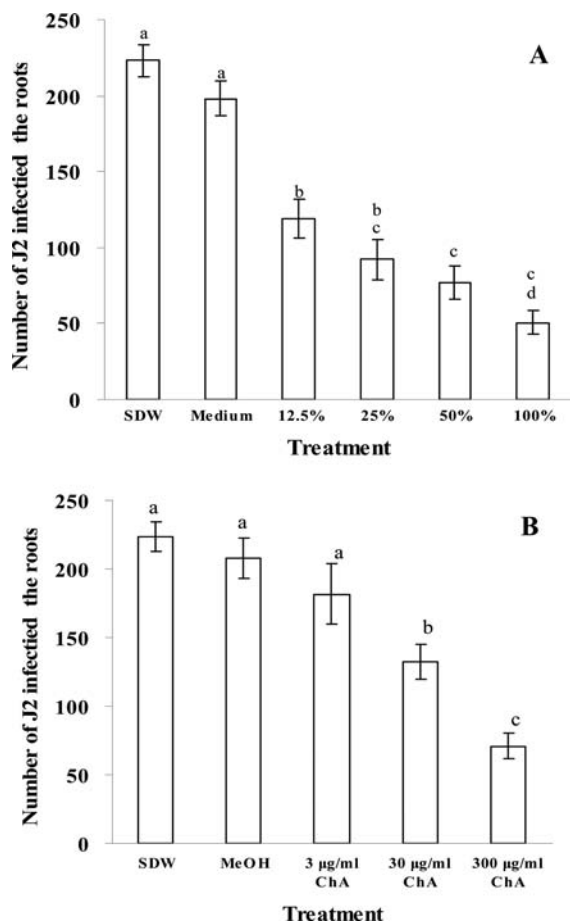 A
Number of J2 infectied the roots
250
200
150
100
50
0
a
a
b
b
c
c
c
d
SDW
Medium
12.5%
25%
50%
100%
Treatment
B
Number of J2 infectied the roots
250
200
150
100
50
0
a
a
a
b
c
SDW
MeOH
3 µg/ml
ChA
30 µg/ml
ChA
300 µg/ml
ChA
Treatment